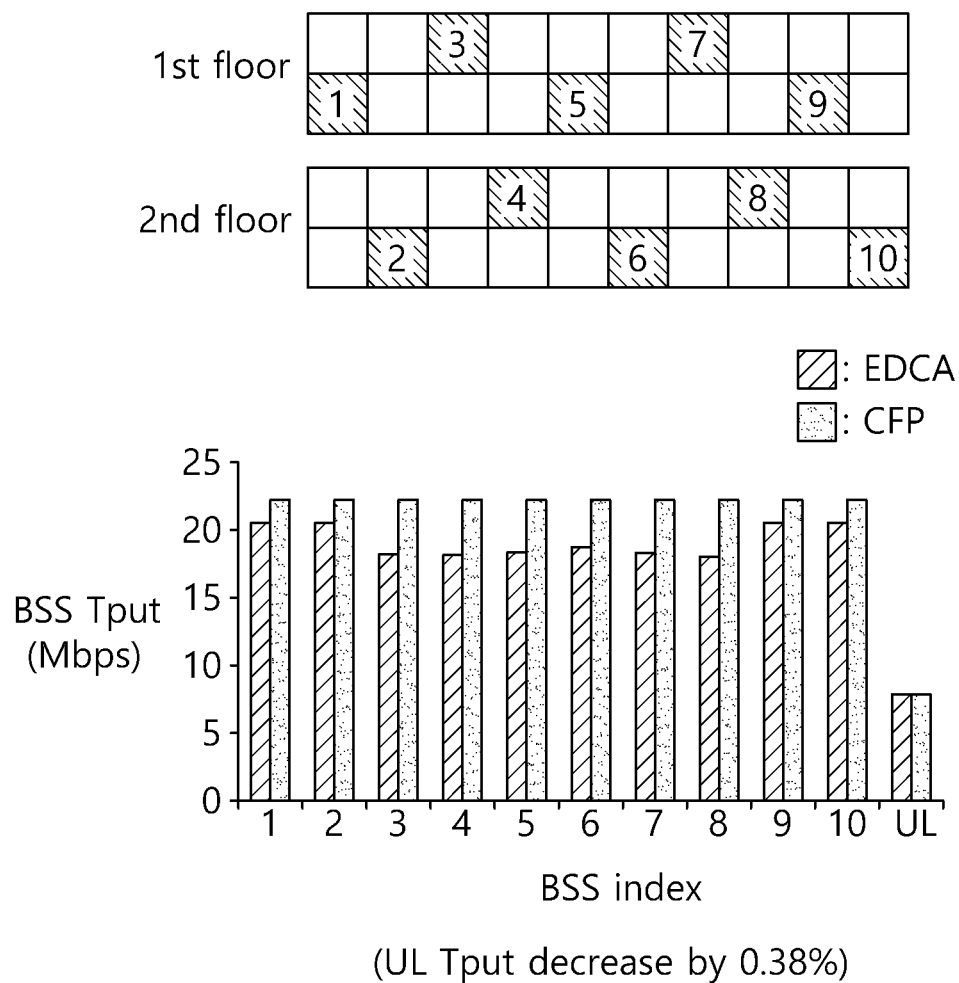 1st floor
3 7
1 5 9
2nd floor
4 8
2 6 10
: EDCA
: CFP
BSS Tput
(Mbps)
25
20
15
10
5
0
1 2 3 4 5 6 7 8 9 10 UL
BSS index
(UL Tput decrease by 0.38%)